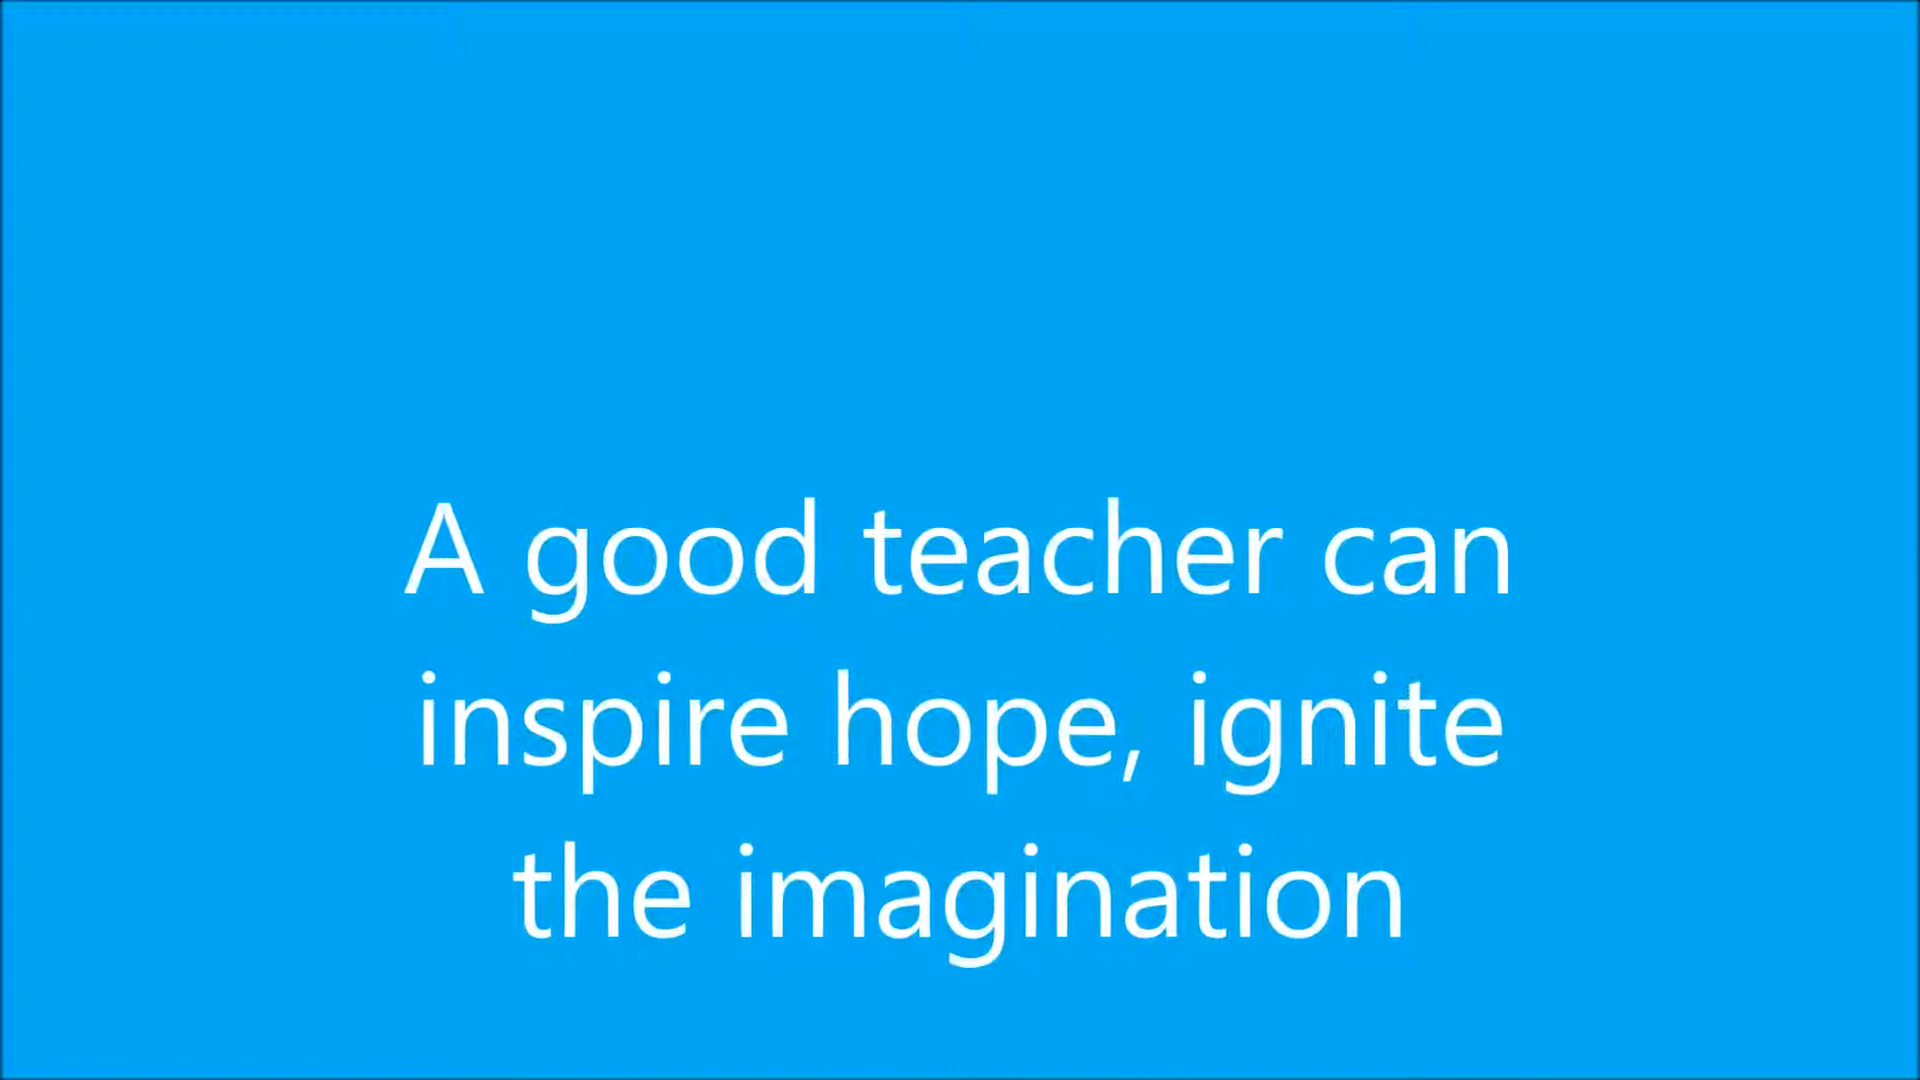 A good teacher can
inspire hope, ignite
the imagination